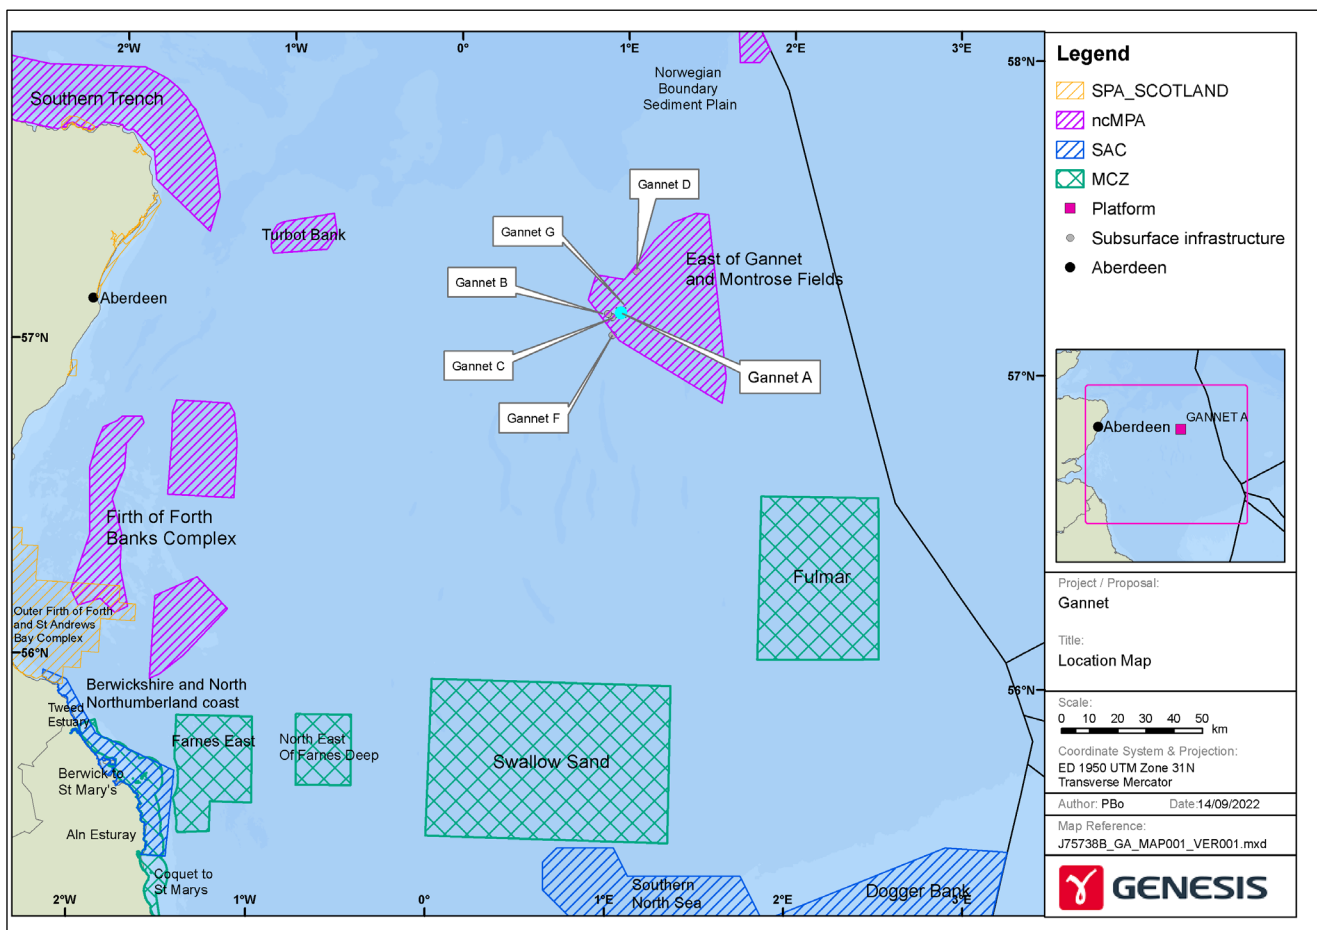 2°W
1°W
0°
1°E
2°E
3°E
58°N
57°N
57°N
56°N
56°N
Southern Trench
Norwegian
Boundary
Sediment Plain
Gannet D
Gannet G
Turbot Bank
East of Gannet
and Montrose Fields
Gannet B
Aberdeen
Gannet C
Gannet A
Gannet F
Firth of Forth
Banks Complex
Fulmar
Outer Firth of Forth
and St Andrews
Bay Complex
Berwickshire and North
Northumberland coast
Tweed
Estuary
Farnes East
North East
Of Farnes Deep
Swallow Sand
Berwick to
St Mary's
Aln Esturay
Coquet to
St Marys
Southern
North Sea
Dogger Bank
2°W
1°W
0°
1°E
2°E
3°E
Legend
SPA_SCOTLAND
ncMPA
SAC
MCZ
Platform
Subsurface infrastructure
Aberdeen
GANNET A
Aberdeen
Project / Proposal:
Gannet
Title:
Location Map
Scale:
0 10 20 30 40 50
km
Coordinate System & Projection:
ED 1950 UTM Zone 31N
Transverse Mercator
Author: PBo Date:14/09/2022
Map Reference:
J75738B_GA_MAP001_VER001.mxd
GENESIS